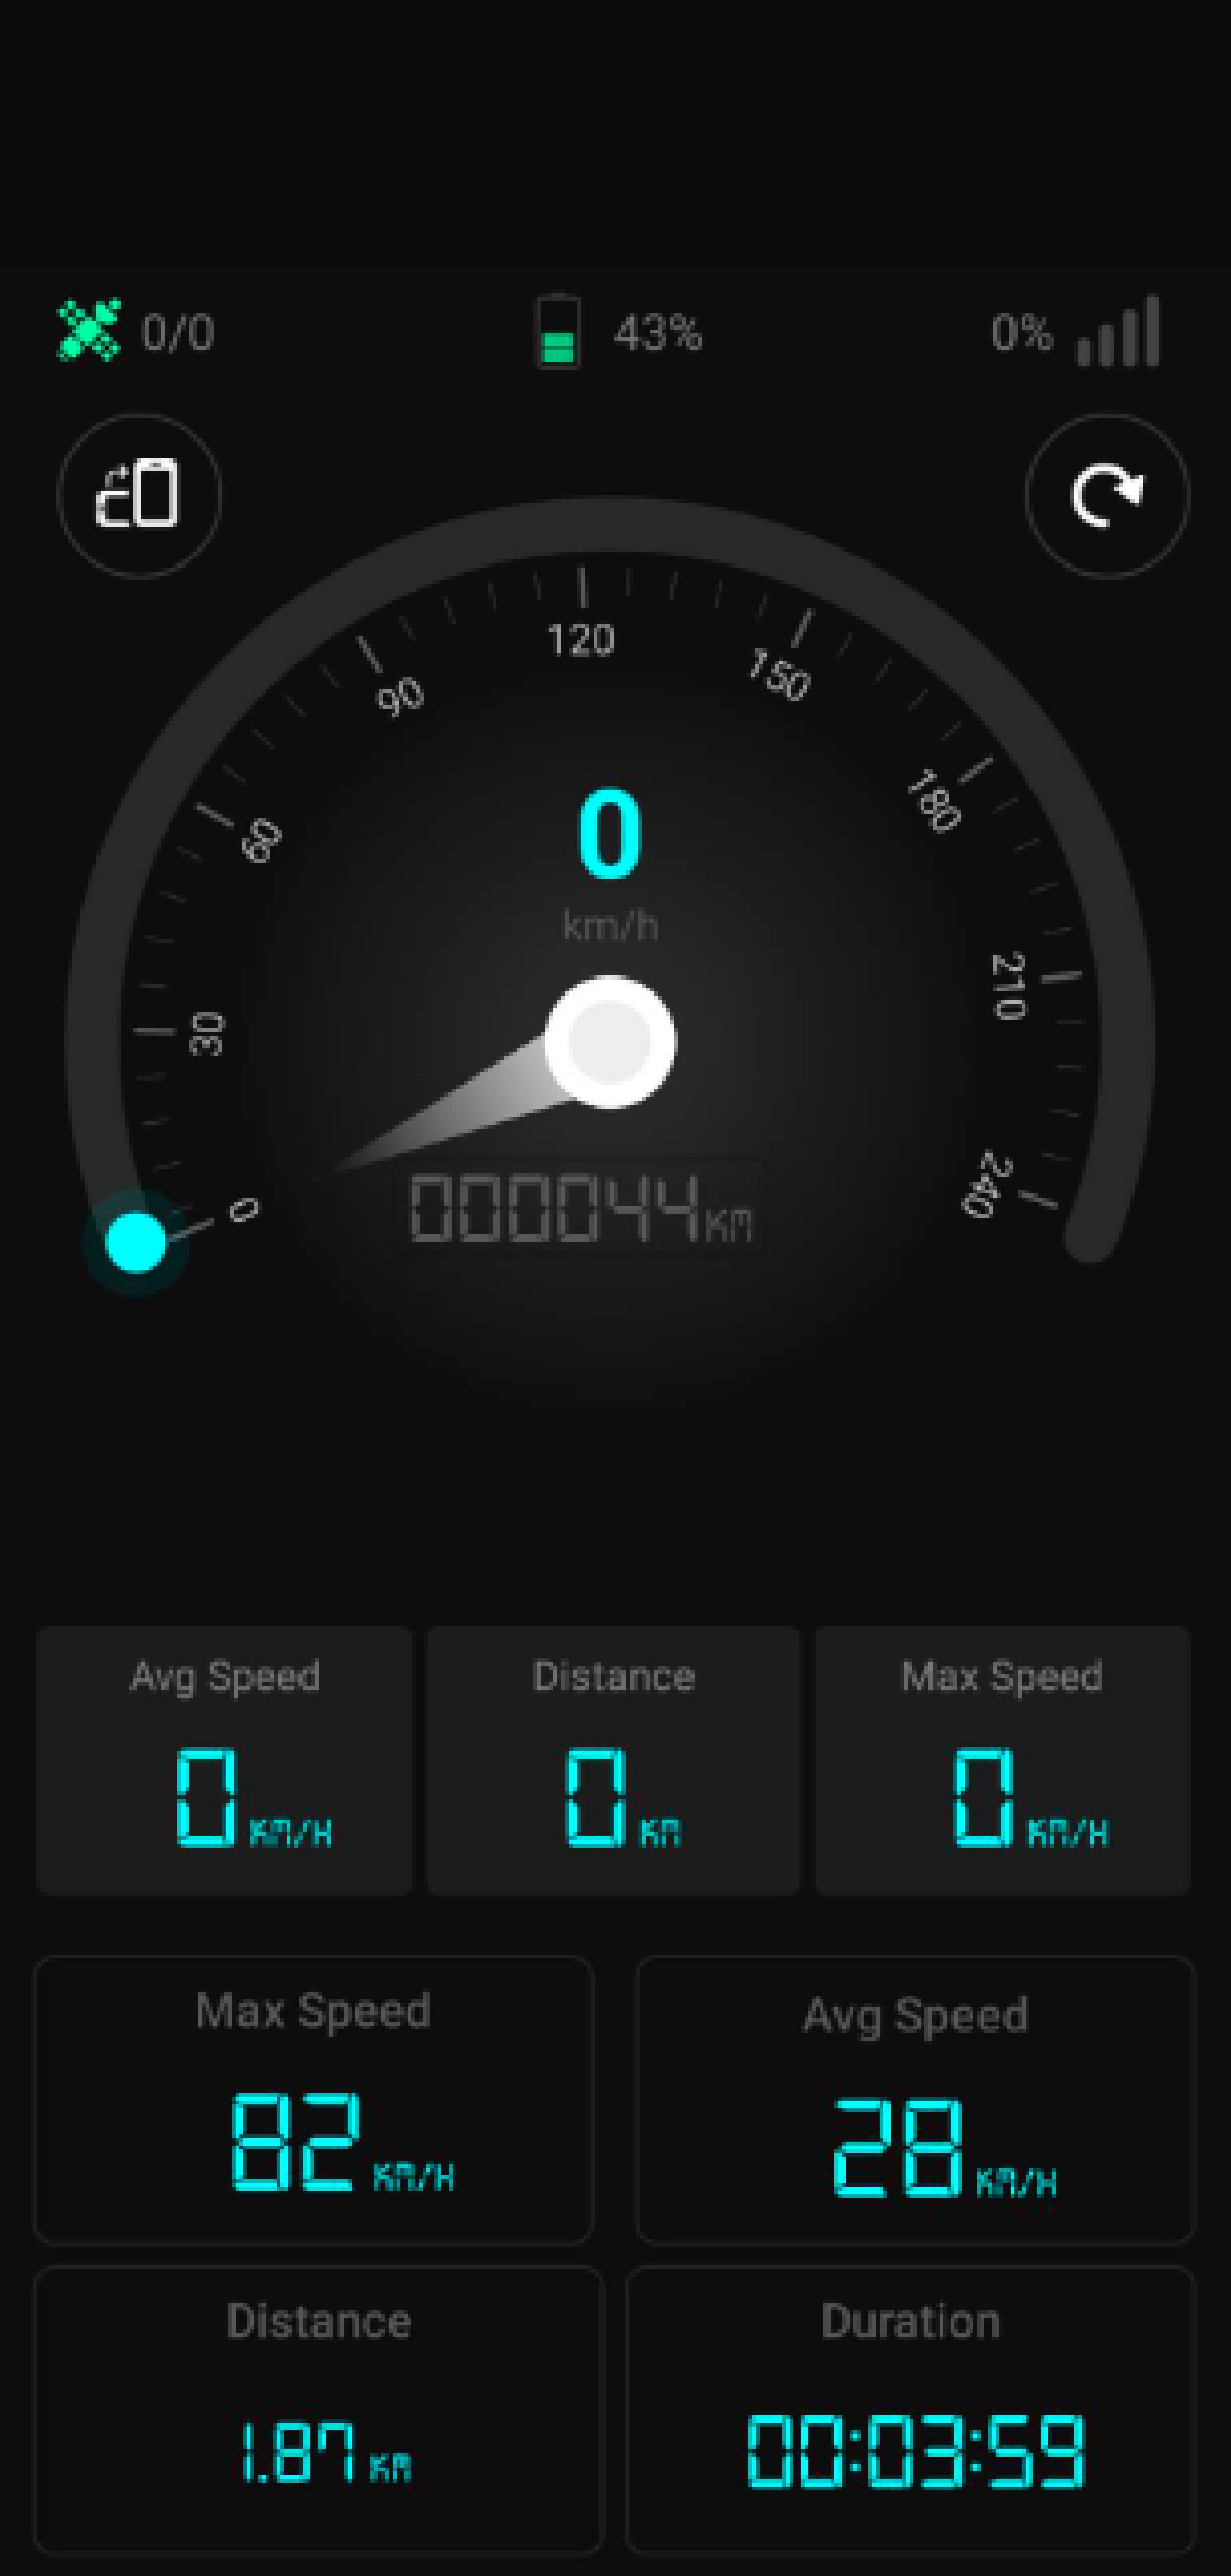 0/0 43% 0%
120
90 150
60 180
0
km/h
30 210
0 000044KM 240
Avg Speed Distance Max Speed
0 KM/H 0 KM 0 KM/H
Max Speed Avg Speed
82 KM/H 28 KM/H
Distance Duration
1.87 KM 00:03:59